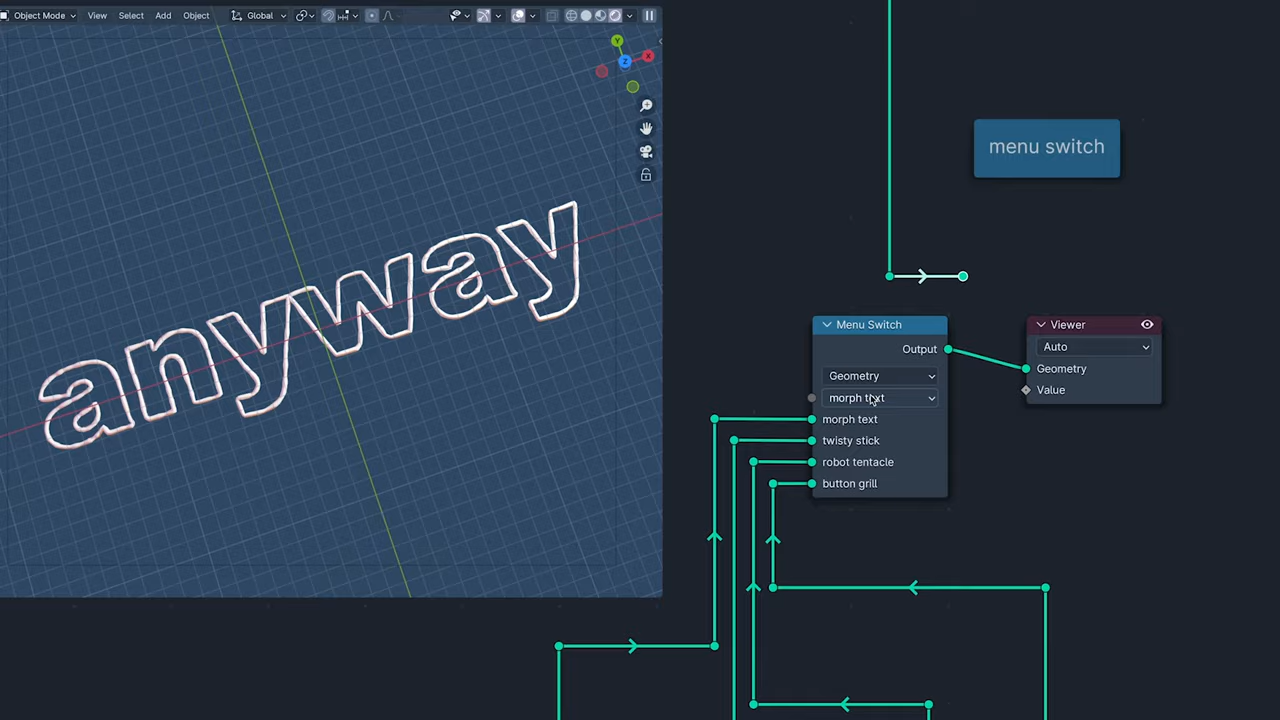 Object Mode View Select Add Object Global
Y
X
Z
anyway
menu switch
Menu Switch
Output
Geometry
morph text
morph text
twisty stick
robot tentacle
button grill
Viewer
Auto
Geometry
Value